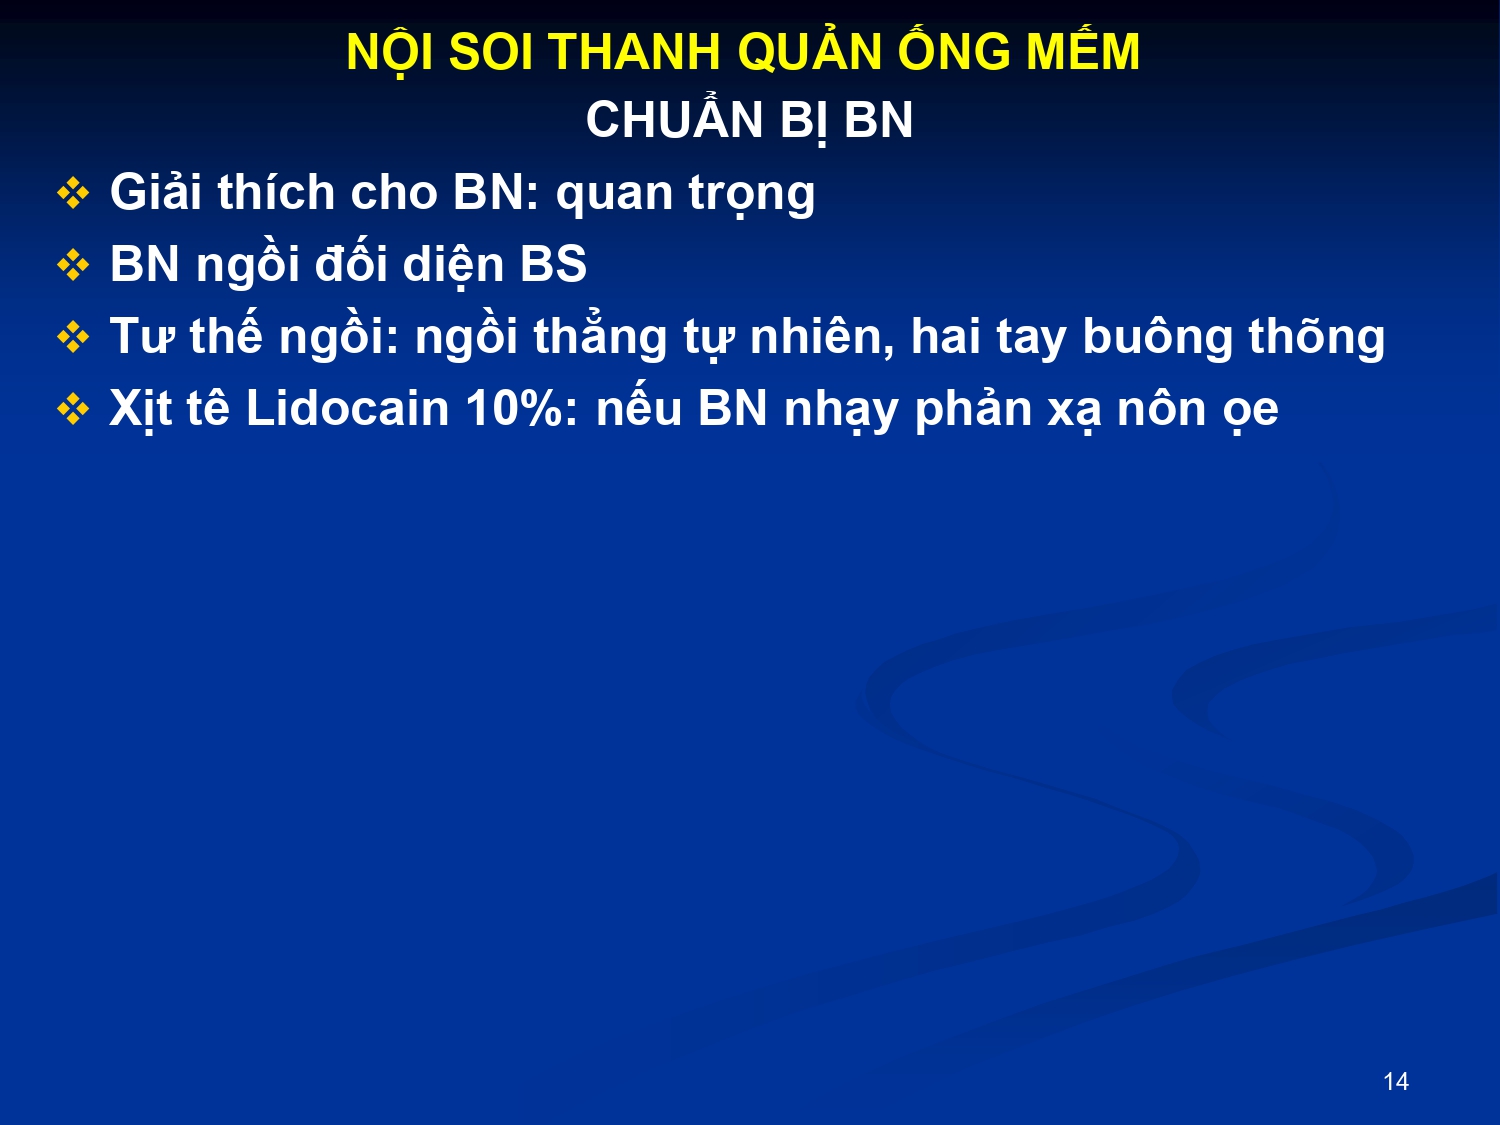 NỘI SOI THANH QUẢN ỐNG MẾM
CHUẨN BỊ BN
Giải thích cho BN: quan trọng
BN ngồi đối diện BS
Tư thế ngồi: ngồi thẳng tự nhiên, hai tay buông thõng
Xịt tê Lidocain 10%: nếu BN nhạy phản xạ nôn ọe
14